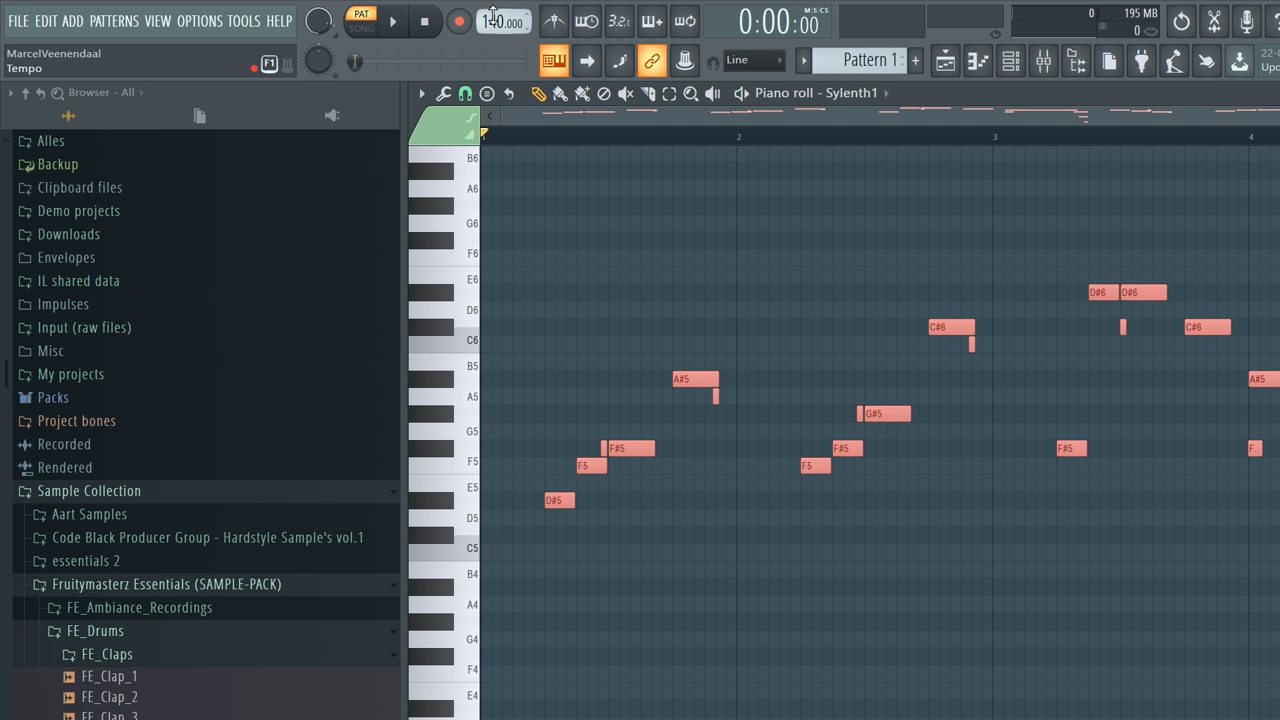 FILE EDIT ADD PATTERNS VIEW OPTIONS TOOLS HELP
PAT
SONG
140.000
3.2.
0:00:00
M:S:CS
0
195 MB
0
MarcelVeenendaal
Tempo
F1
Line
Pattern 1
22-0
Browser - All
Piano roll - Sylenth1
Alles
Backup
Clipboard files
Demo projects
Downloads
Envelopes
IL shared data
Impulses
Input (raw files)
Misc
My projects
Packs
Project bones
Recorded
Rendered
Sample Collection
Aart Samples
Code Black Producer Group - Hardstyle Sample's vol.1
essentials 2
Fruitymasterz Essentials (SAMPLE-PACK)
FE_Ambiance_Recordings
FE_Drums
FE_Claps
FE_Clap_1
FE_Clap_2
FE_Clap_3
2 3 4
B6
A6
G6
F6
E6
D#6 D#6
D6
C#6 C#6
C6
B5
A#5 A#5
A5
G#5
G5
F#5 F#5 F#5 F..
F5 F5 F5
E5
D#5
D5
C5
B4
A4
G4
F4
E4